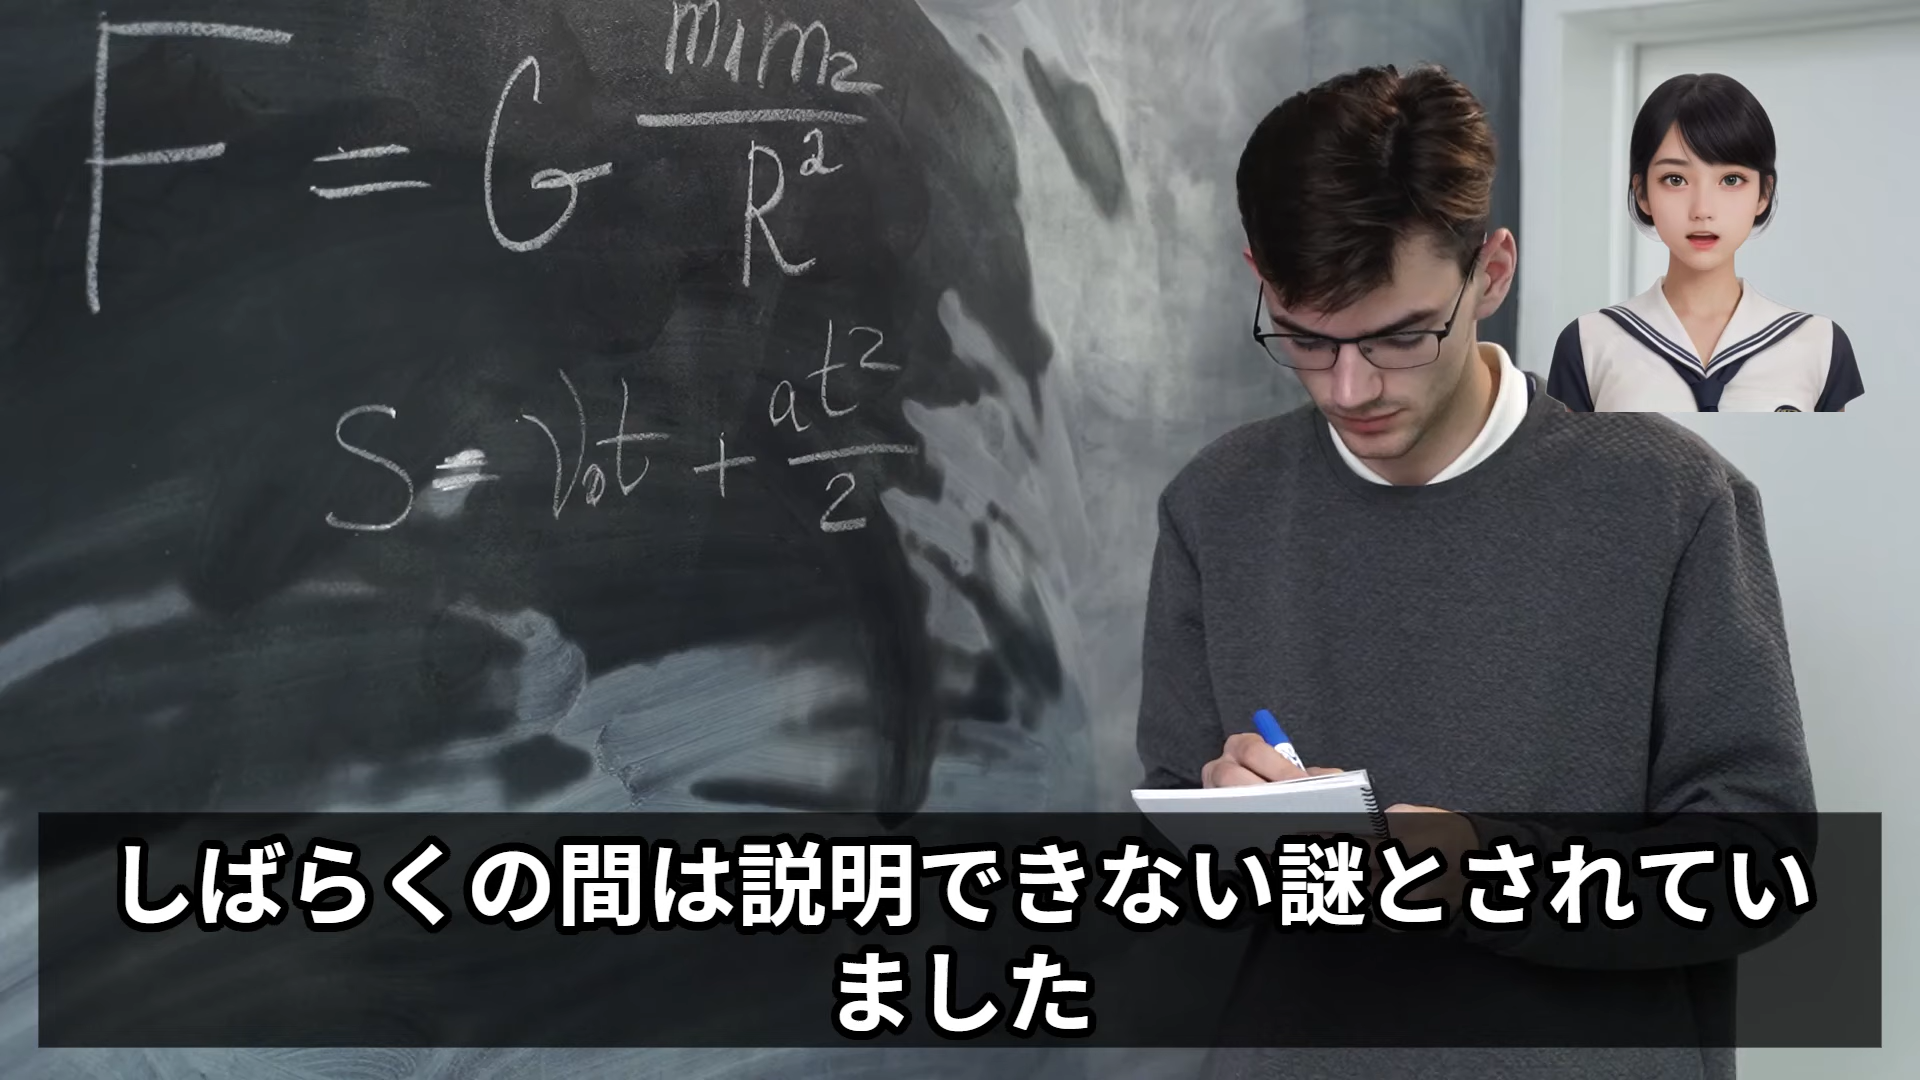 F = G m₁m₂/R²
S = V₀t + at²/2
しばらくの間は説明できない謎とされてい
ました